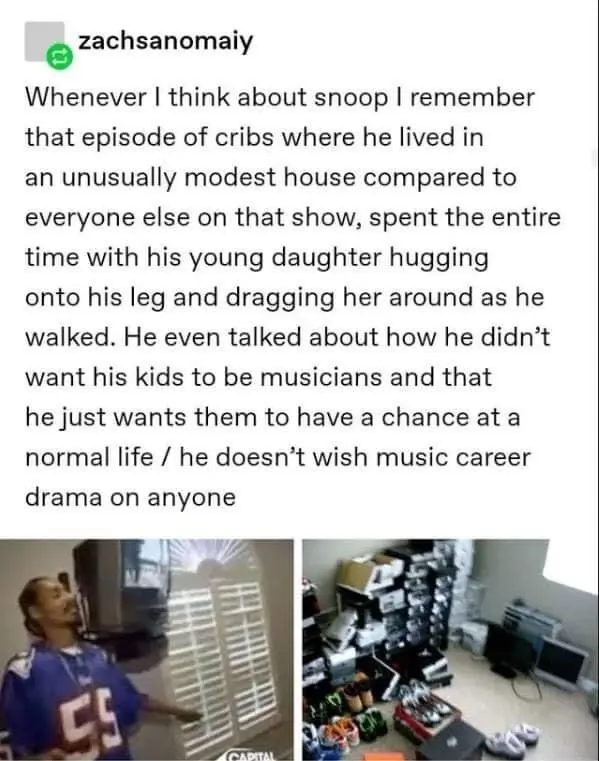 zachsanomaiy
Whenever I think about snoop I remember
that episode of cribs where he lived in
an unusually modest house compared to
everyone else on that show, spent the entire
time with his young daughter hugging
onto his leg and dragging her around as he
walked. He even talked about how he didn’t
want his kids to be musicians and that
he just wants them to have a chance at a
normal life / he doesn’t wish music career
drama on anyone
55
CAPITAL